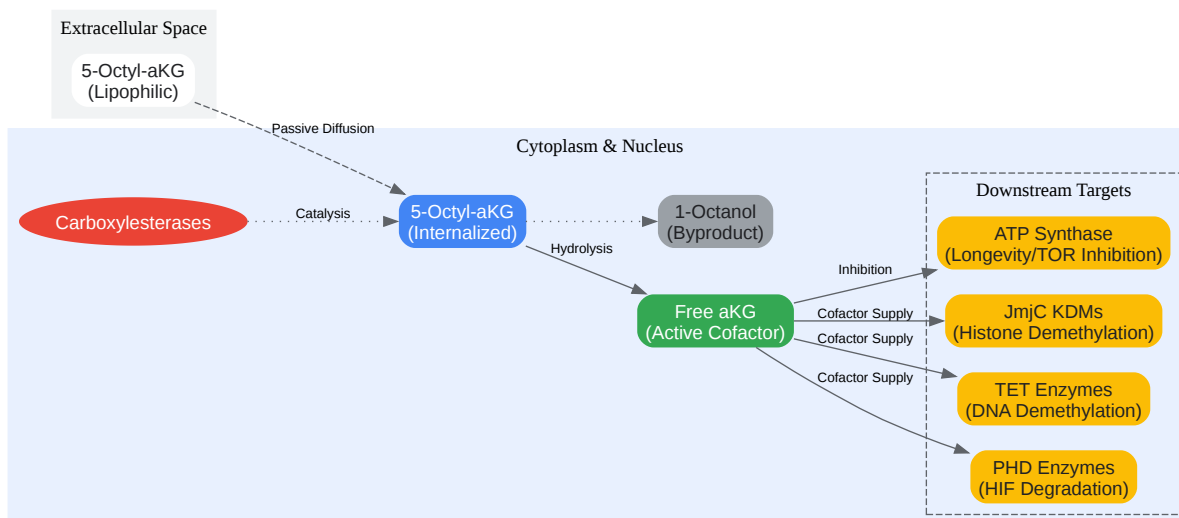 Extracellular Space
5-Octyl-aKG
(Lipophilic)
Passive Diffusion
Cytoplasm & Nucleus
Carboxylesterases
Catalysis
5-Octyl-aKG
(Internalized)
1-Octanol
(Byproduct)
Hydrolysis
Free aKG
(Active Cofactor)
Inhibition
Cofactor Supply
Cofactor Supply
Cofactor Supply
Downstream Targets
ATP Synthase
(Longevity/TOR Inhibition)
JmjC KDMs
(Histone Demethylation)
TET Enzymes
(DNA Demethylation)
PHD Enzymes
(HIF Degradation)